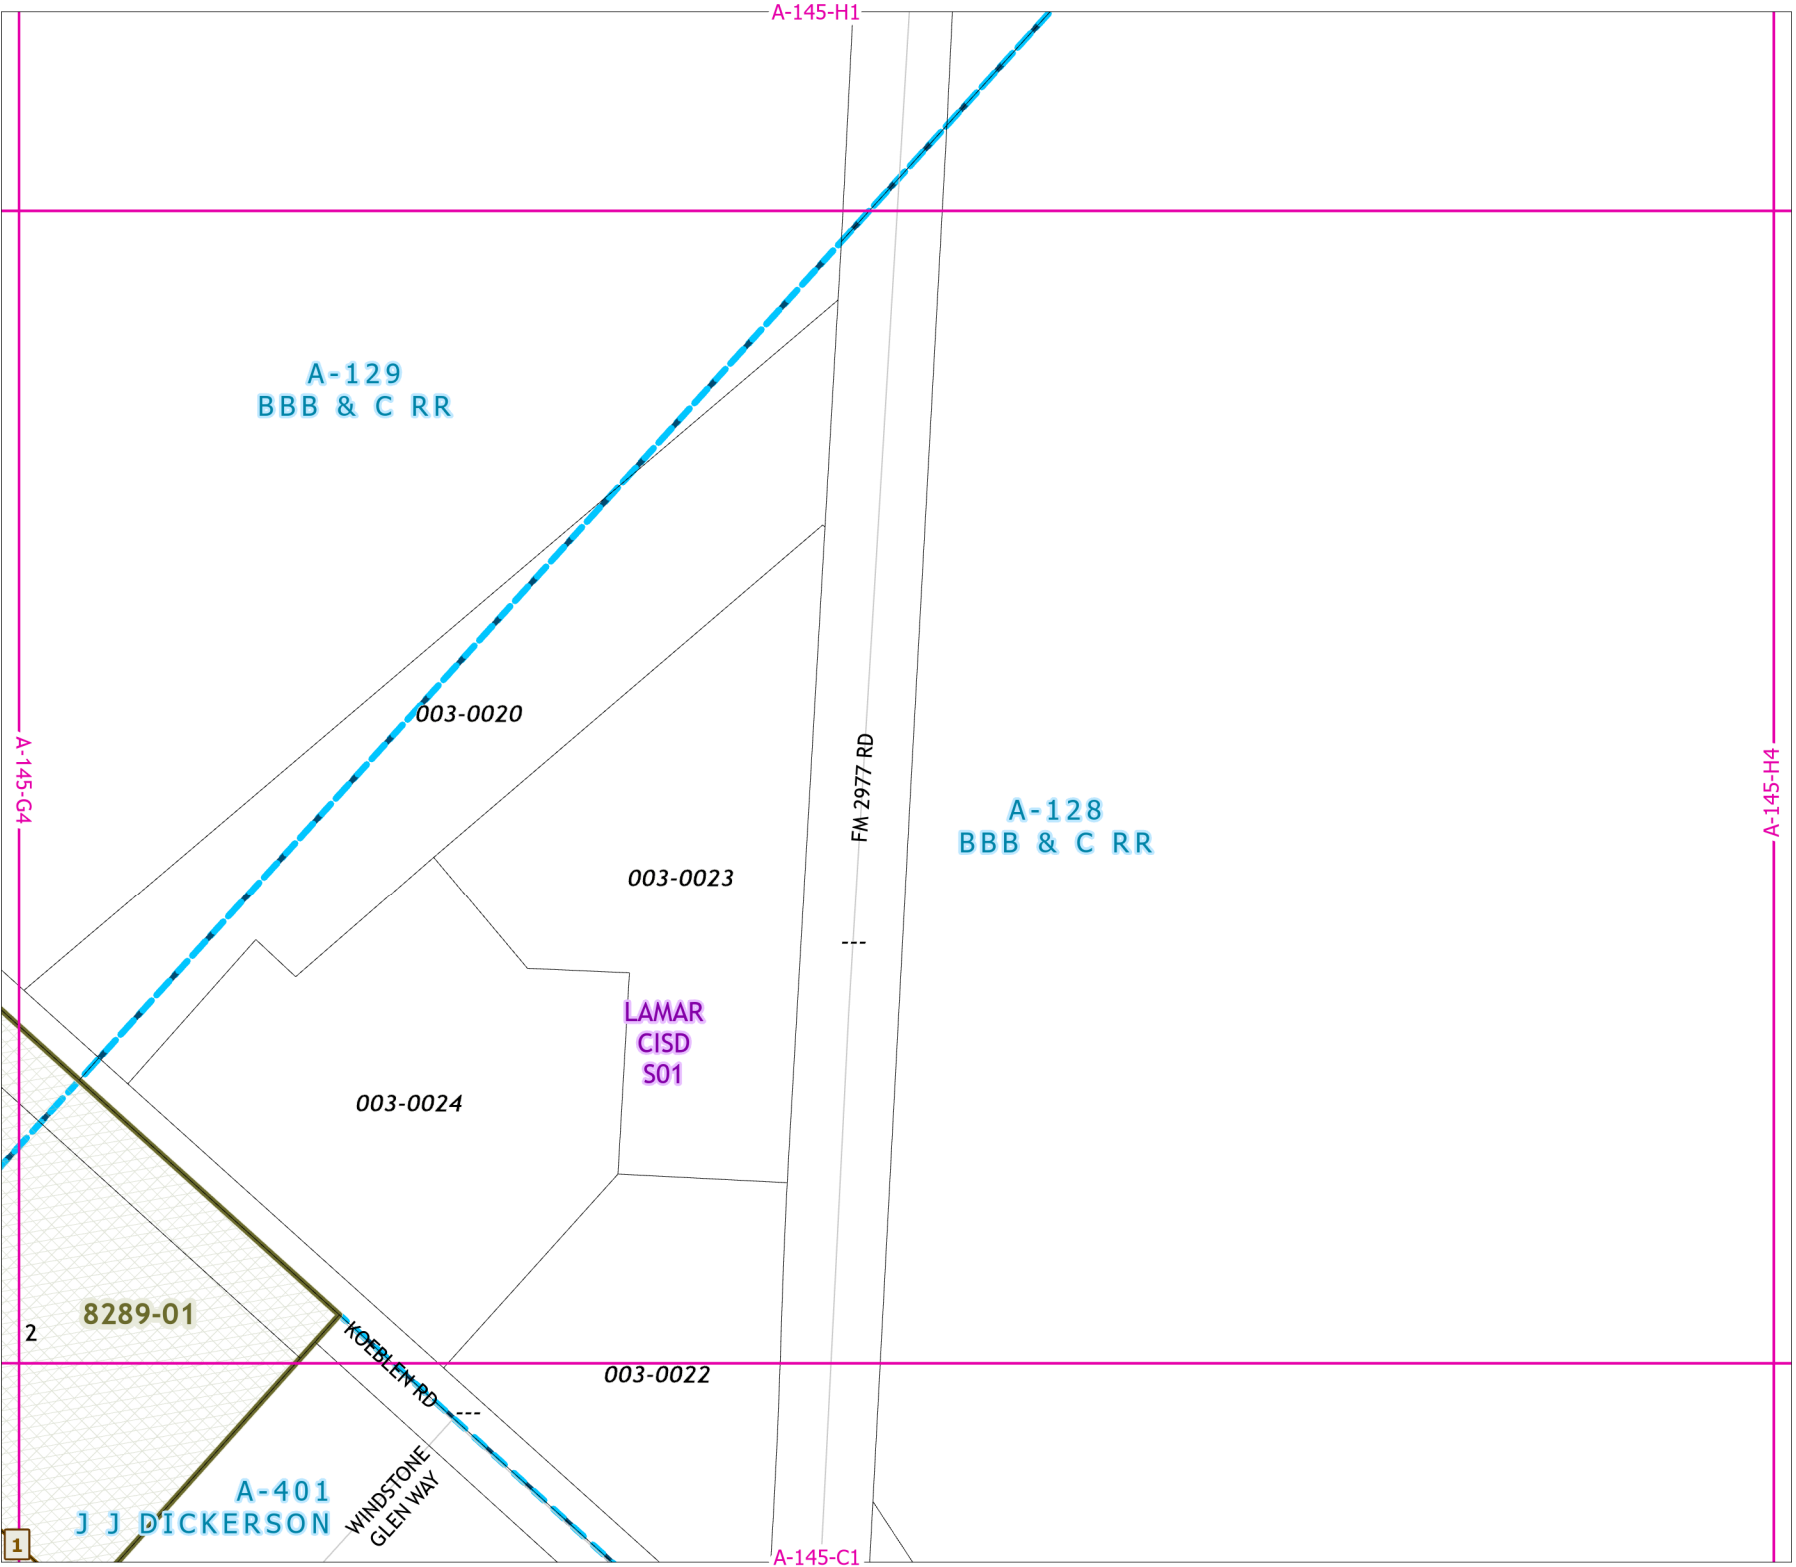 A-145-H1
A-129
BBB & C RR
003-0020
A-145-G4
FM 2977 RD
A-145-H4
A-128
BBB & C RR
003-0023
---
LAMAR
CISD
S01
003-0024
8289-01
2
KOEBLEN RD
---
003-0022
WINDSTONE
GLEN WAY
A-401
J J DICKERSON
1
A-145-C1